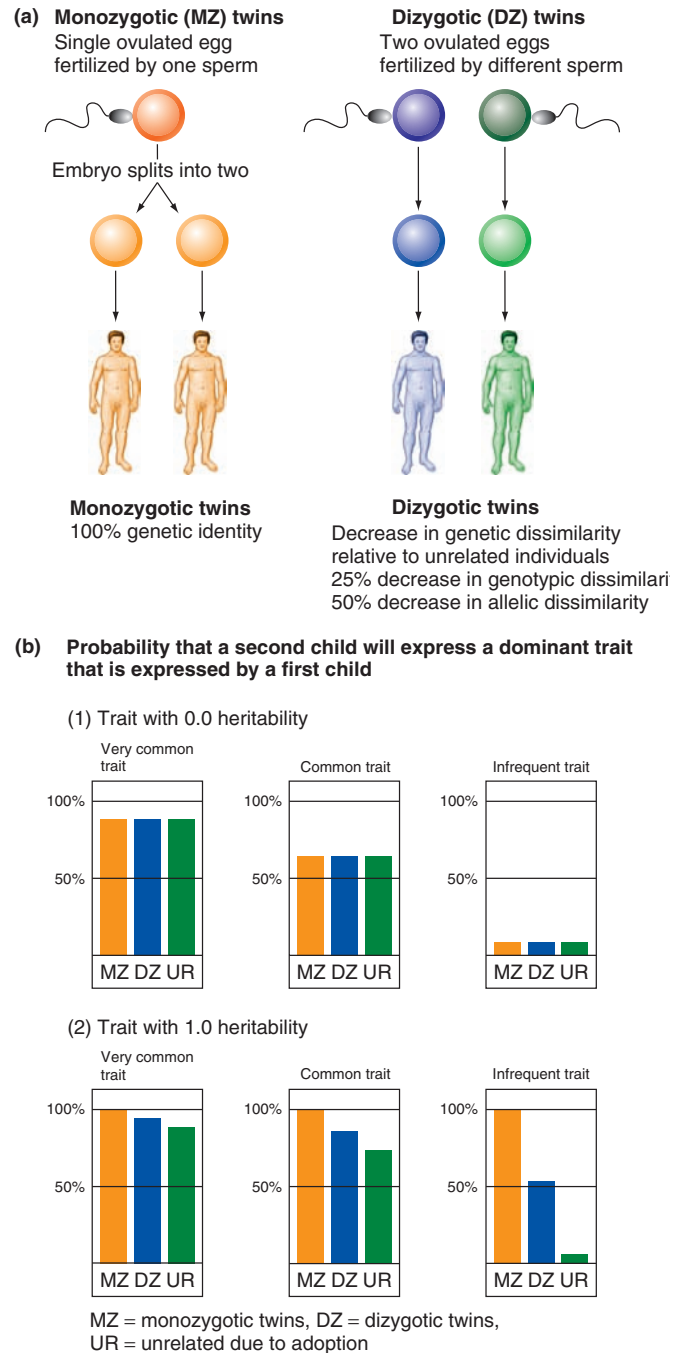 (a) Monozygotic (MZ) twins
Single ovulated egg
fertilized by one sperm
Embryo splits into two
Monozygotic twins
100% genetic identity
Dizygotic (DZ) twins
Two ovulated eggs
fertilized by different sperm
Dizygotic twins
Decrease in genetic dissimilarity
relative to unrelated individuals
25% decrease in genotypic dissimilari
50% decrease in allelic dissimilarity
(b) Probability that a second child will express a dominant trait
that is expressed by a first child
(1) Trait with 0.0 heritability
Very common
trait
100%
50%
MZ DZ UR
Common trait
100%
50%
MZ DZ UR
Infrequent trait
100%
50%
MZ DZ UR
(2) Trait with 1.0 heritability
Very common
trait
100%
50%
MZ DZ UR
Common trait
100%
50%
MZ DZ UR
Infrequent trait
100%
50%
MZ DZ UR
MZ = monozygotic twins, DZ = dizygotic twins,
UR = unrelated due to adoption